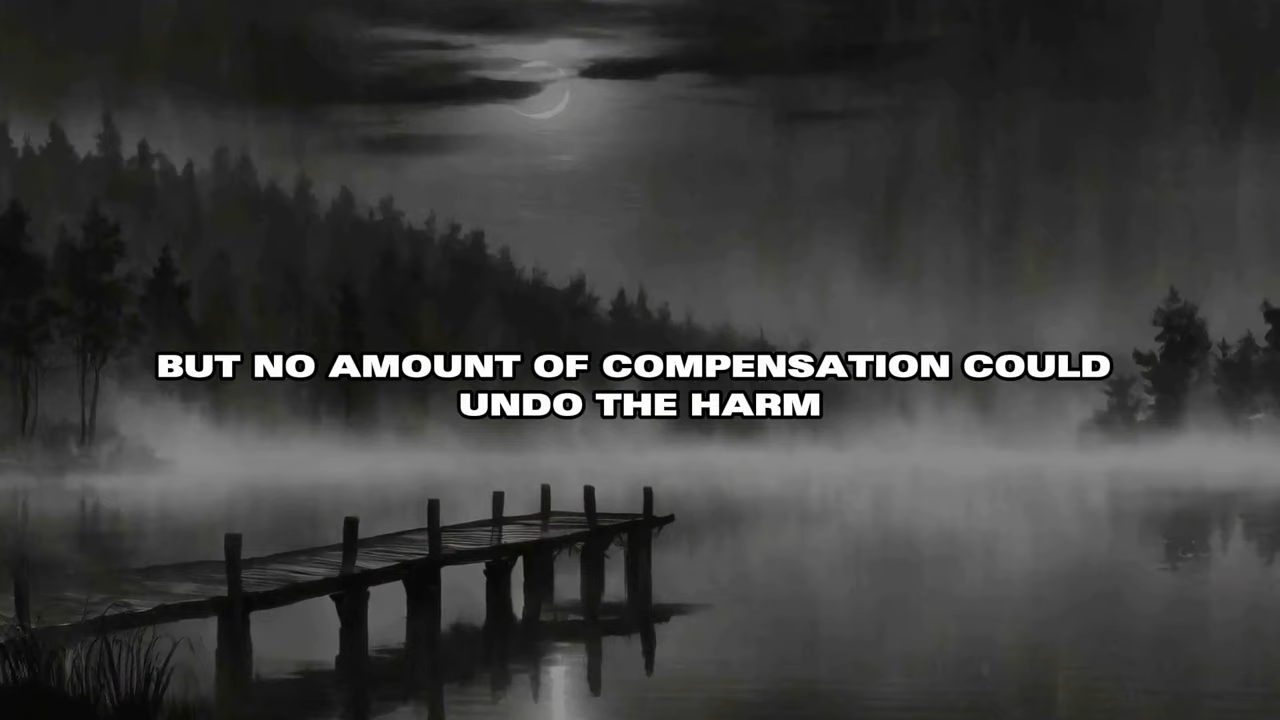 BUT NO AMOUNT OF COMPENSATION COULD
UNDO THE HARM